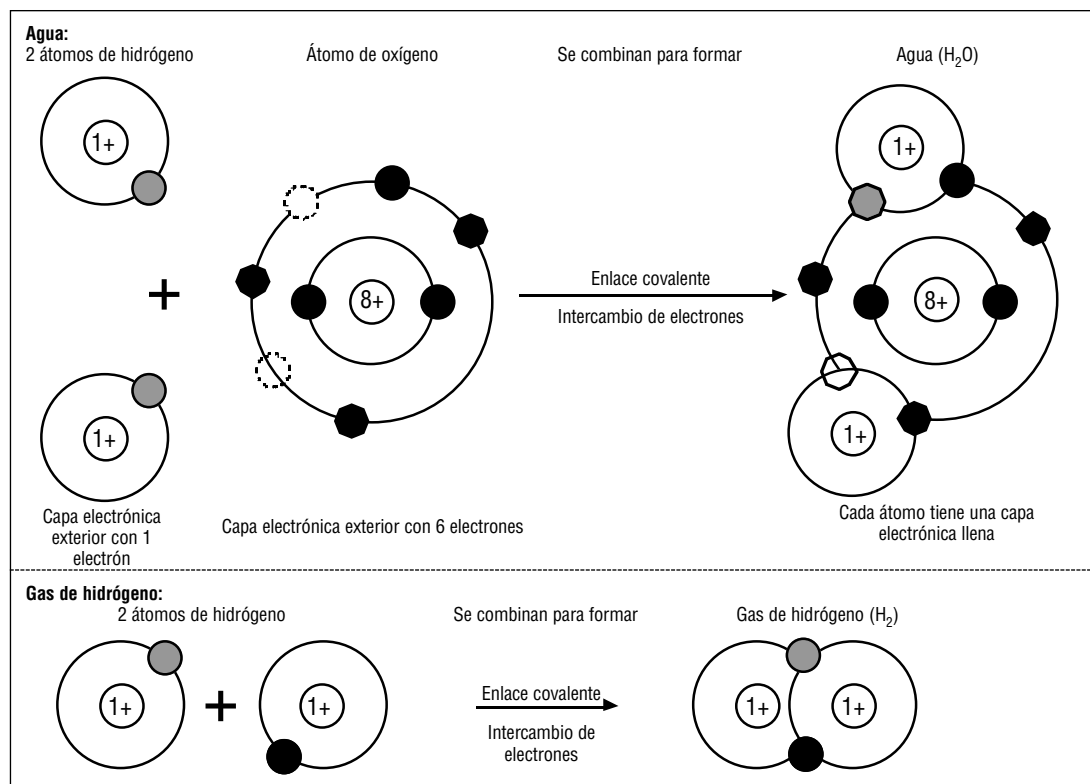 Agua:
2 átomos de hidrógeno
Átomo de oxígeno
Se combinan para formar
Agua (H₂O)
1+
1+
+
8+
Enlace covalente
Intercambio de electrones
8+
1+
1+
Capa electrónica
exterior con 1
electrón
Capa electrónica exterior con 6 electrones
Cada átomo tiene una capa
electrónica llena
Gas de hidrógeno:
2 átomos de hidrógeno
Se combinan para formar
Gas de hidrógeno (H₂)
1+
+
1+
Enlace covalente
Intercambio de
electrones
1+
1+